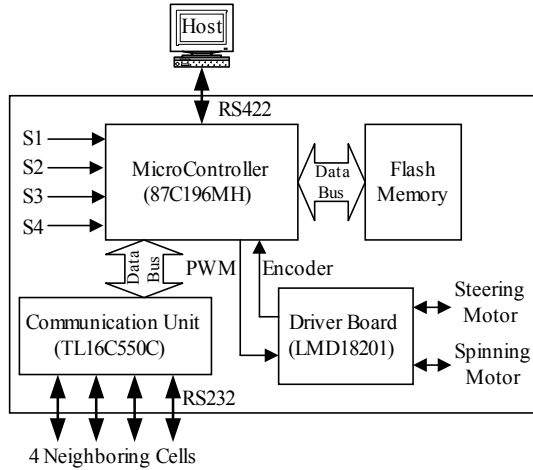 Host
RS422
S1
S2
S3
S4
MicroController
(87C196MH)
Data
Bus
Flash
Memory
Data
Bus
PWM
Encoder
Communication Unit
(TL16C550C)
Driver Board
(LMD18201)
Steering
Motor
Spinning
Motor
RS232
4 Neighboring Cells